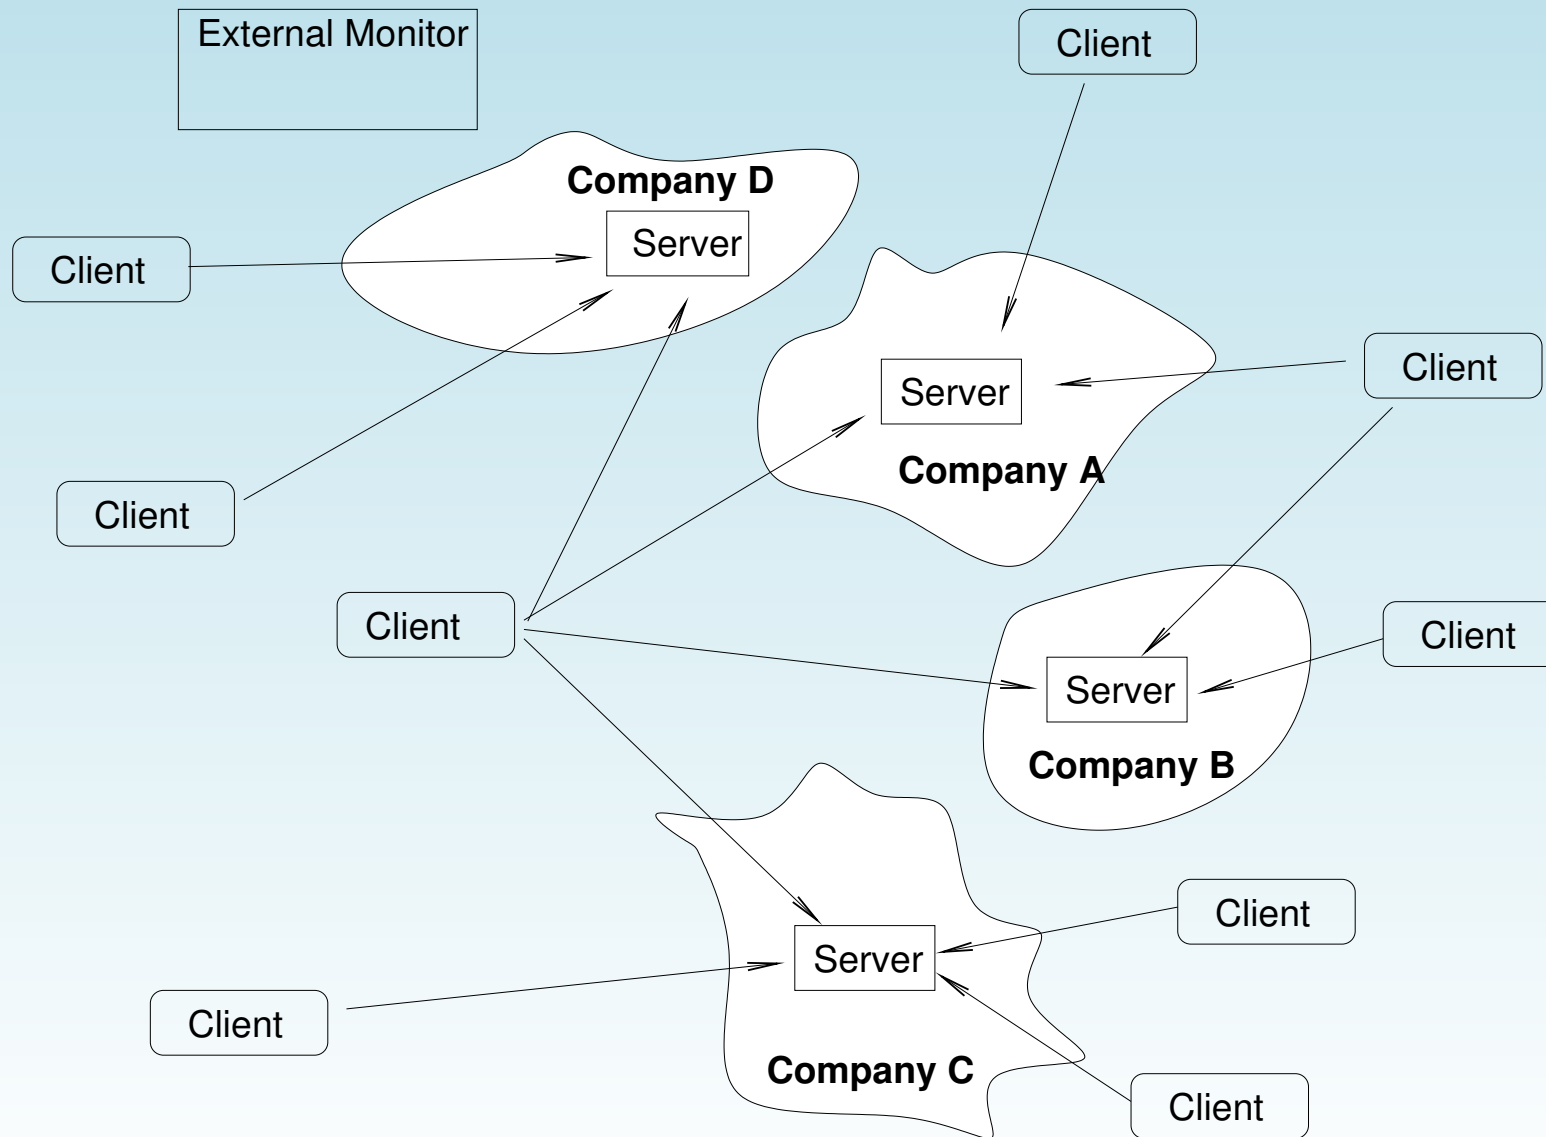 External Monitor
Client
Company D
Server
Client
Client
Server
Company A
Client
Client
Client
Server
Company B
Client
Server
Client
Company C
Client